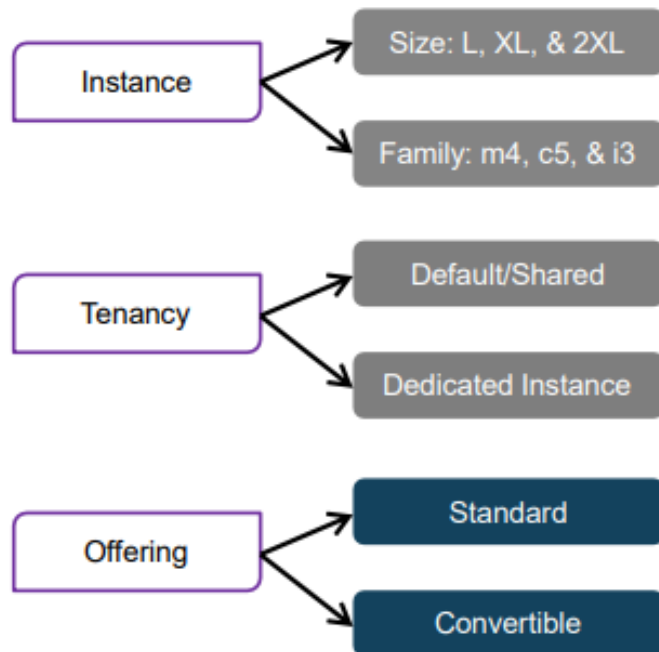 Instance
Size: L, XL, & 2XL
Family: m4, c5, & i3
Tenancy
Default/Shared
Dedicated Instance
Offering
Standard
Convertible